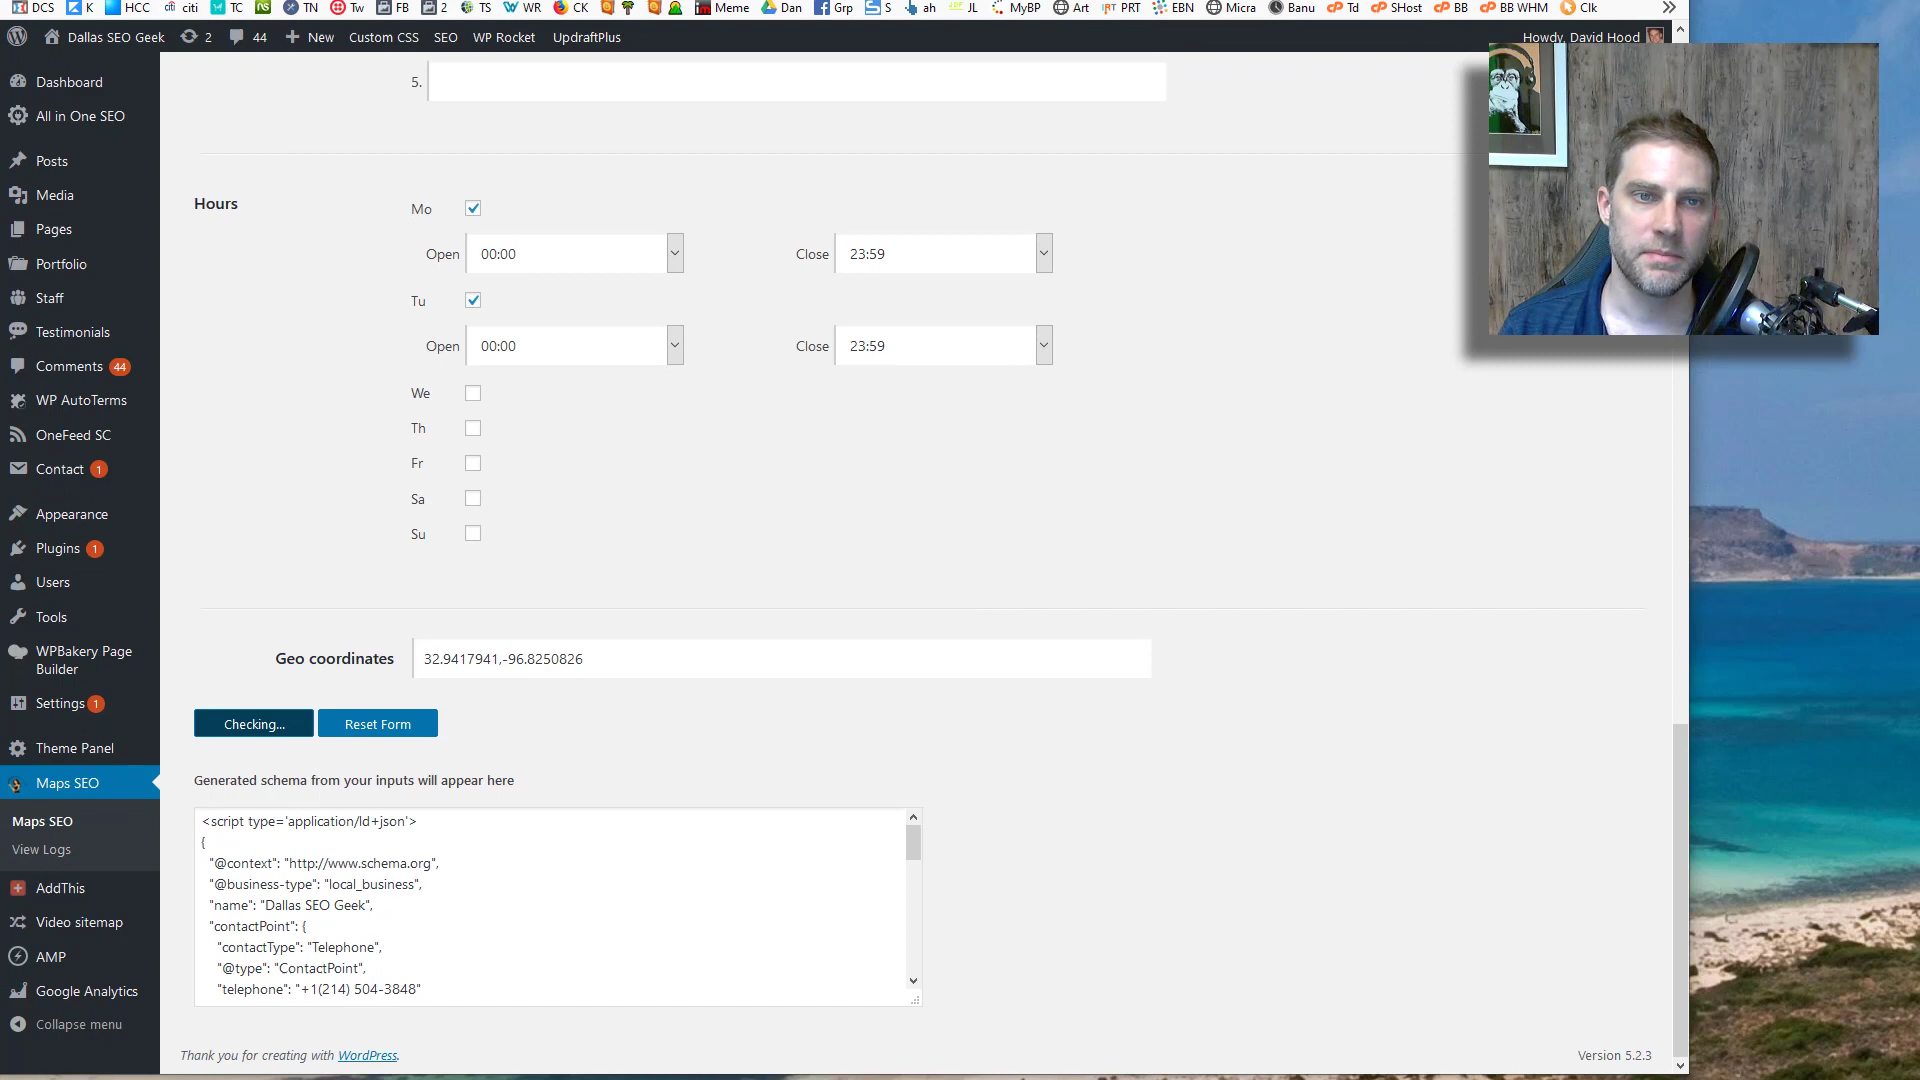 DCS K HCC citi TC TN Tw FB 2 TS WR CK Meme Dan Grp S ah JL MyBP Art PRT EBN Micra Banu Td SHost BB BB WHM Clk
Dallas SEO Geek 2 44 New Custom CSS SEO WP Rocket UpdraftPlus Howdy, David Hood
Dashboard
All in One SEO
Posts
Media
Pages
Portfolio
Staff
Testimonials
Comments 44
WP AutoTerms
OneFeed SC
Contact 1
Appearance
Plugins 1
Users
Tools
WPBakery Page
Builder
Settings 1
Theme Panel
Maps SEO
Maps SEO
View Logs
AddThis
Video sitemap
AMP
Google Analytics
Collapse menu
5.
Hours
Mo
Open 00:00 Close 23:59
Tu
Open 00:00 Close 23:59
We
Th
Fr
Sa
Su
Geo coordinates 32.9417941,-96.8250826
Checking... Reset Form
Generated schema from your inputs will appear here
<script type='application/ld+json'>
{
"@context": "http://www.schema.org",
"@business-type": "local_business",
"name": "Dallas SEO Geek",
"contactPoint": {
"contactType": "Telephone",
"@type": "ContactPoint",
"telephone": "+1(214) 504-3848"
Thank you for creating with WordPress. Version 5.2.3